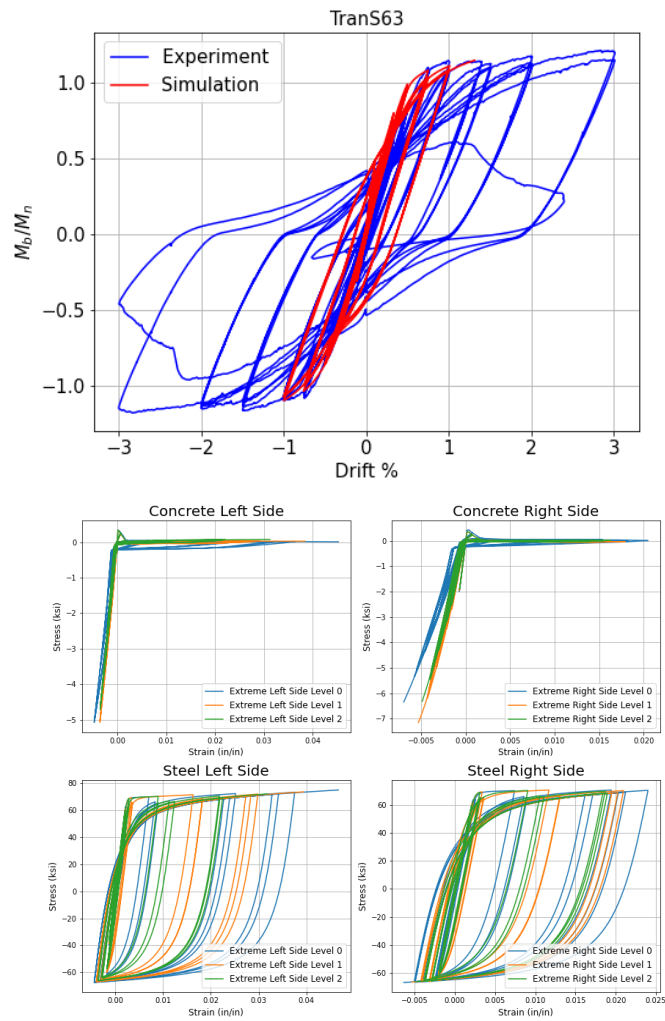 TranS63
Experiment
Simulation
1.0
0.5
0.0
−0.5
−1.0
M_b/M_n
−3 −2 −1 0 1 2 3
Drift %
Concrete Left Side
0
−1
−2
−3
−4
−5
Stress (ksi)
Extreme Left Side Level 0
Extreme Left Side Level 1
Extreme Left Side Level 2
0.00 0.01 0.02 0.03 0.04
Strain (in/in)
Concrete Right Side
0
−1
−2
−3
−4
−5
−6
−7
Stress (ksi)
Extreme Right Side Level 0
Extreme Right Side Level 1
Extreme Right Side Level 2
−0.005 0.000 0.005 0.010 0.015 0.020
Strain (in/in)
Steel Left Side
80
60
40
20
0
−20
−40
−60
Stress (ksi)
Extreme Left Side Level 0
Extreme Left Side Level 1
Extreme Left Side Level 2
0.00 0.01 0.02 0.03 0.04
Strain (in/in)
Steel Right Side
60
40
20
0
−20
−40
−60
Stress (ksi)
Extreme Right Side Level 0
Extreme Right Side Level 1
Extreme Right Side Level 2
−0.005 0.000 0.005 0.010 0.015 0.020 0.025
Strain (in/in)